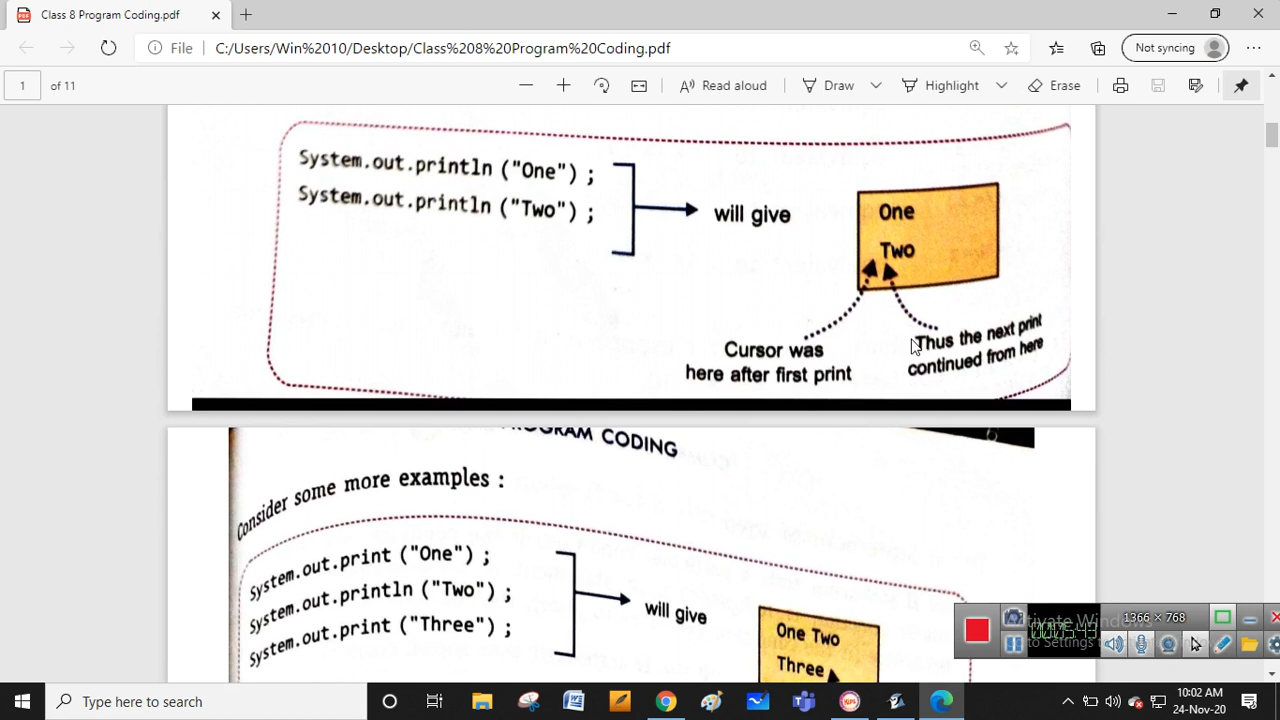 Class 8 Program Coding.pdf
File
C:/Users/Win%2010/Desktop/Class%208%20Program%20Coding.pdf
Not syncing
1 of 11
Read aloud
Draw
Highlight
Erase
System.out.println ("One") ;
System.out.println ("Two") ;
will give
One
Two
Cursor was
here after first print
Thus the next print
continued from here
PROGRAM CODING
Consider some more examples :
System.out.print ("One") ;
System.out.println ("Two") ;
System.out.print ("Three") ;
will give
One Two
Three
1366 × 768
Type here to search
10:02 AM
24-Nov-20